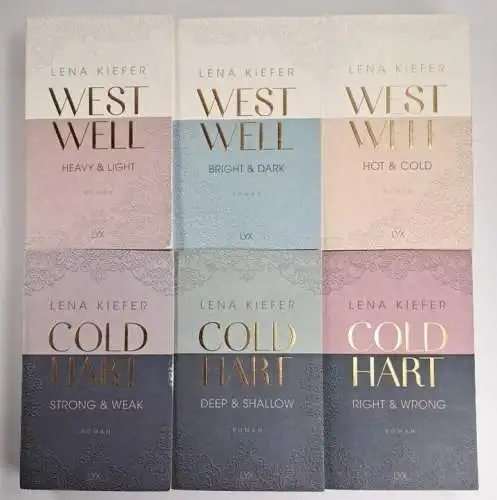 LENA KIEFER
WEST
WELL
HEAVY & LIGHT
ROMAN
LYX
LENA KIEFER
WEST
WELL
BRIGHT & DARK
ROMAN
LYX
LENA KIEFER
WEST
WELL
HOT & COLD
ROMAN
LYX
LENA KIEFER
COLD
HART
STRONG & WEAK
ROMAN
LYX
LENA KIEFER
COLD
HART
DEEP & SHALLOW
ROMAN
LYX
LENA KIEFER
COLD
HART
RIGHT & WRONG
ROMAN
LYX